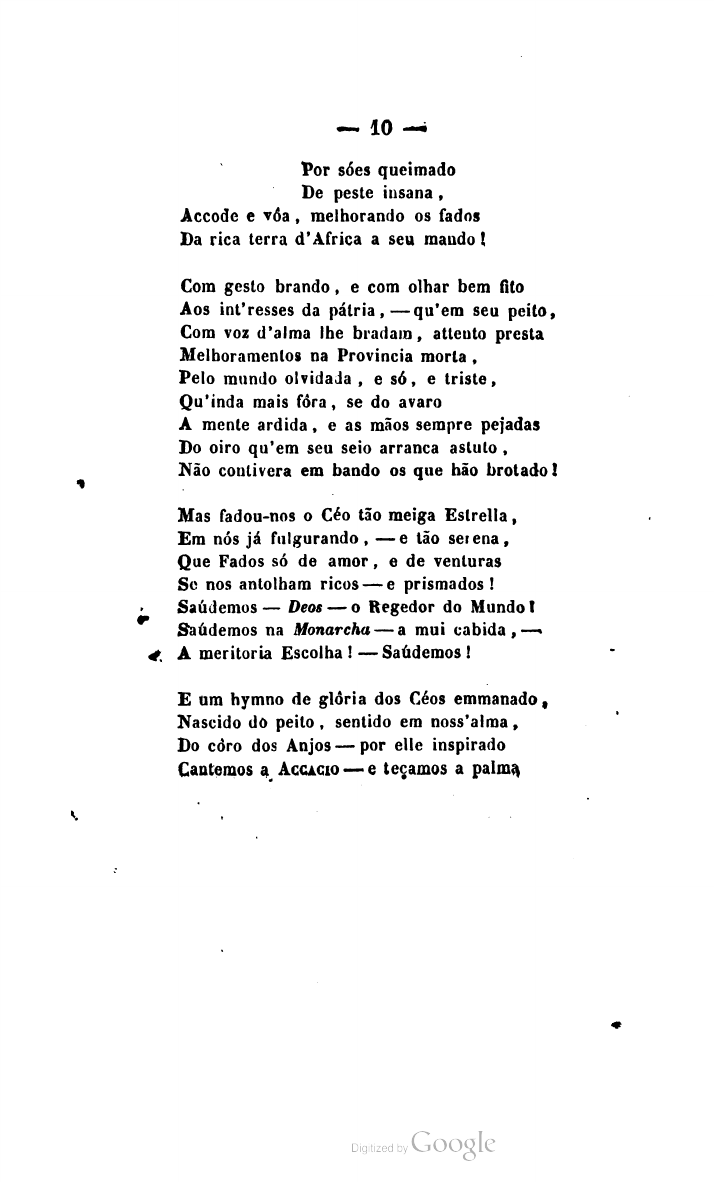 — 10 —
Por sóes queimado
De peste insana,
Accode e vôa, melhorando os fados
Da rica terra d'Africa a seu mando!
Com gesto brando, e com olhar bem fito
Aos int'resses da pátria, — qu'em seu peito,
Com voz d'alma lhe bradam, attento presta
Melhoramentos na Provincia morta,
Pelo mundo olvidada, e só, e triste,
Qu'inda mais fôra, se do avaro
A mente ardida, e as mãos sempre pejadas
Do oiro qu'em seu seio arranca astuto,
Não contivera em bando os que hão brotado!
Mas fadou-nos o Céo tão meiga Estrella,
Em nós já fulgurando, — e tão serena,
Que Fados só de amor, e de venturas
Se nos antolham ricos — e prismados!
Saúdemos — Deos — o Regedor do Mundo!
Saúdemos na Monarcha — a mui cabida, —
A meritoria Escolha! — Saúdemos!
E um hymno de glória dos Céos emmanado,
Nascido do peito, sentido em noss'alma,
Do côro dos Anjos — por elle inspirado
Cantemos a ACCACIO — e teçamos a palma
Digitized by Google